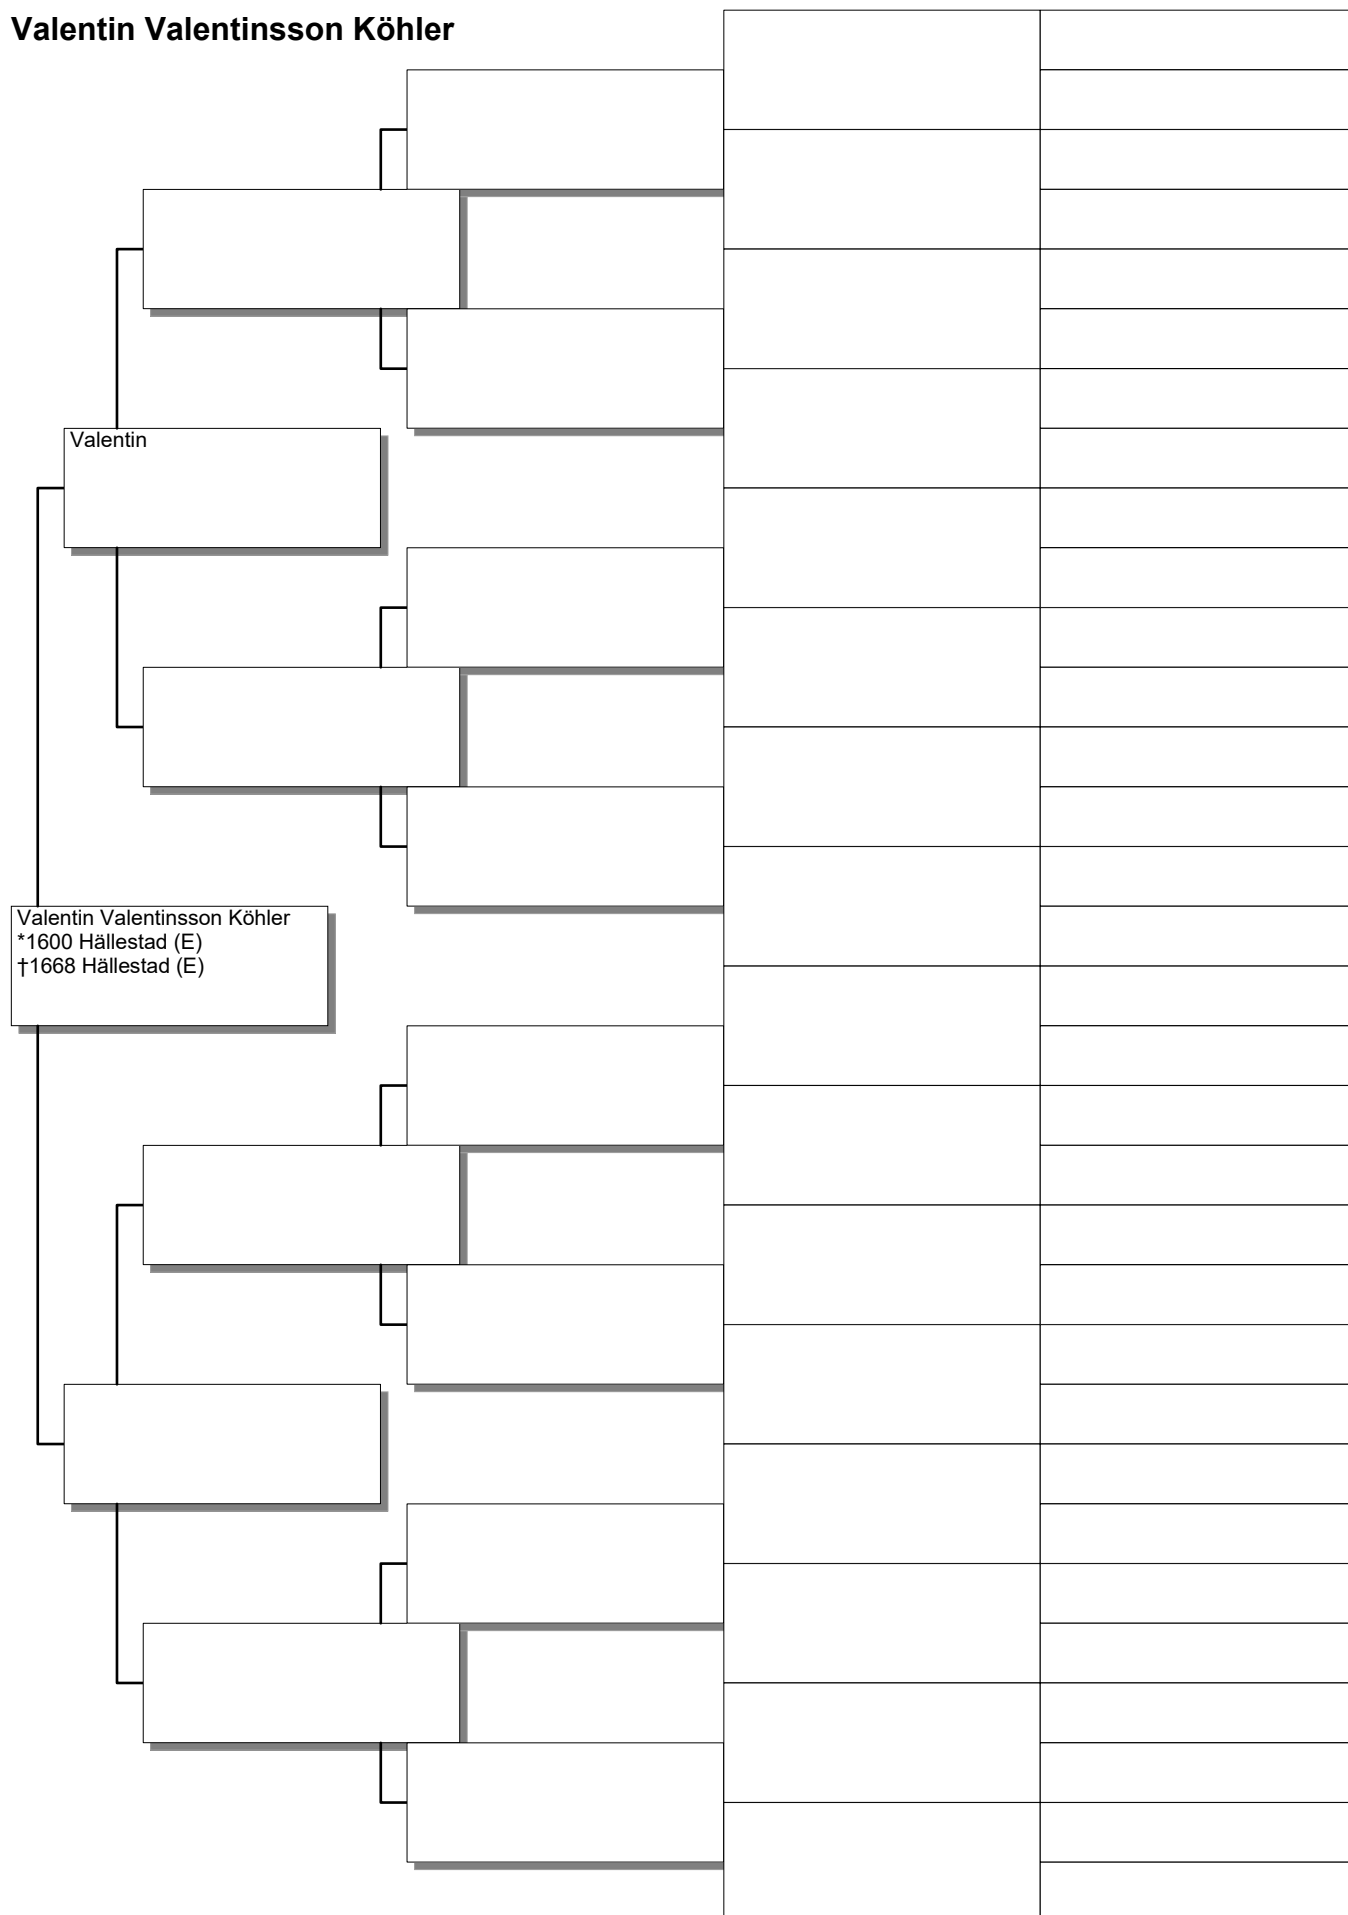 Valentin Valentinsson Köhler
Valentin
Valentin Valentinsson Köhler
*1600 Hällestad (E)
†1668 Hällestad (E)